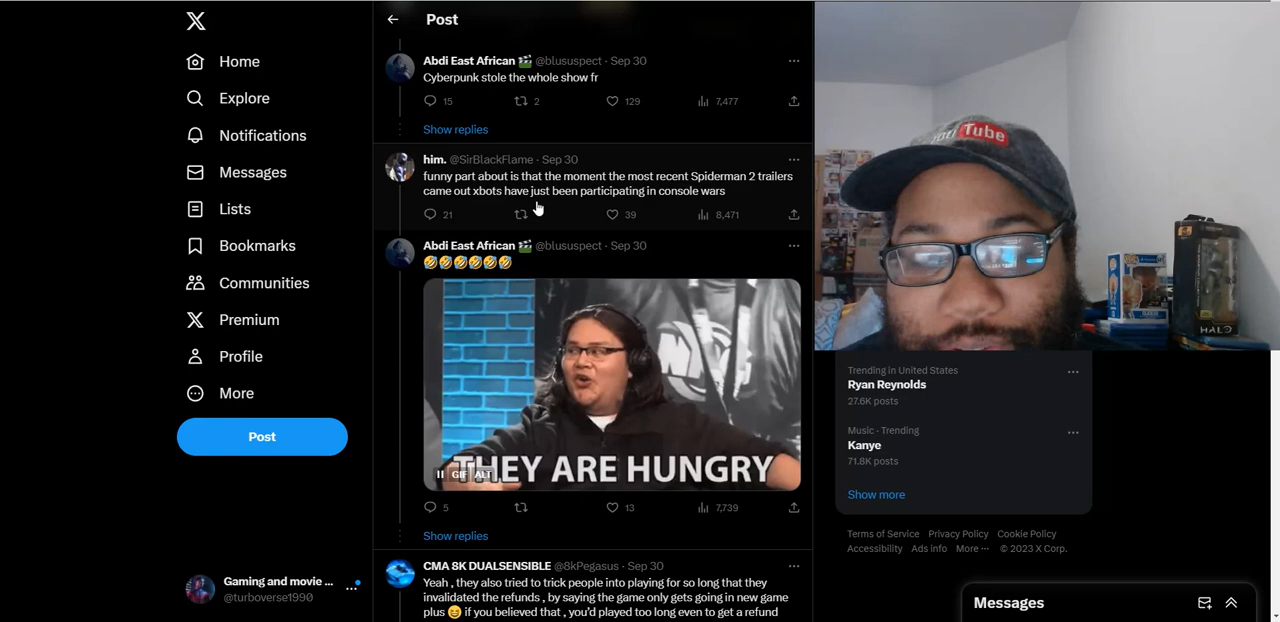 Home
Explore
Notifications
Messages
Lists
Bookmarks
Communities
Premium
Profile
More
Post
Gaming and movie ...
@turboverse1990
Post
Abdi East African 🎬 @blususpect · Sep 30
Cyberpunk stole the whole show fr
15 2 129 7,477
Show replies
him. @SirBlackFlame · Sep 30
funny part about is that the moment the most recent Spiderman 2 trailers
came out xbots have just been participating in console wars
21 39 8,471
Abdi East African 🎬 @blususpect · Sep 30
🤣🤣🤣🤣🤣🤣
THEY ARE HUNGRY
GIF ALT
5 13 7,739
Show replies
CMA 8K DUALSENSIBLE @8kPegasus · Sep 30
Yeah , they also tried to trick people into playing for so long that they
invalidated the refunds , by saying the game only gets going in new game
plus 😆 if you believed that , you'd played too long even to get a refund
Tube
HALO
Trending in United States
Ryan Reynolds
27.6K posts
Music · Trending
Kanye
71.8K posts
Show more
Terms of Service Privacy Policy Cookie Policy
Accessibility Ads info More ··· © 2023 X Corp.
Messages